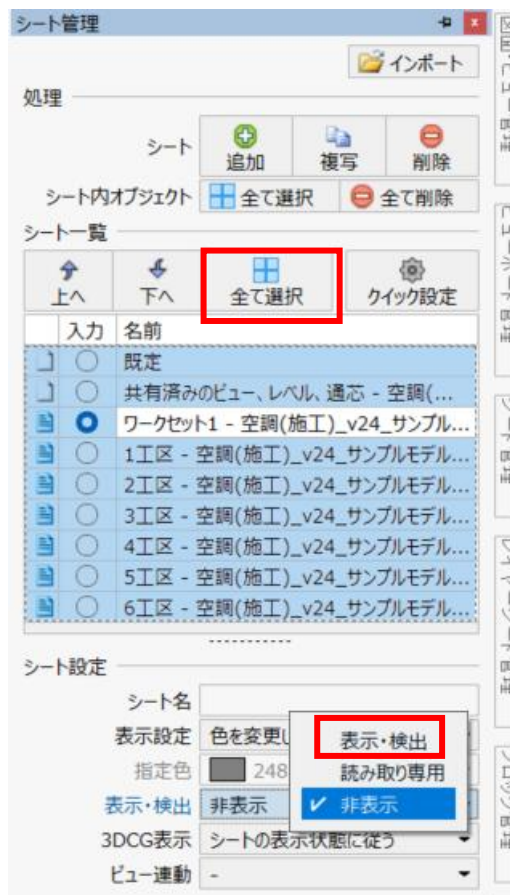 シート管理
インポート
処理
シート
追加
複写
削除
シート内オブジェクト
全て選択
全て削除
シート一覧
上へ
下へ
全て選択
クイック設定
入力 名前
既定
共有済みのビュー、レベル、通芯 - 空調(...
ワークセット1 - 空調(施工)_v24_サンプル...
1工区 - 空調(施工)_v24_サンプルモデル...
2工区 - 空調(施工)_v24_サンプルモデル...
3工区 - 空調(施工)_v24_サンプルモデル...
4工区 - 空調(施工)_v24_サンプルモデル...
5工区 - 空調(施工)_v24_サンプルモデル...
6工区 - 空調(施工)_v24_サンプルモデル...
シート設定
シート名
表示設定 色を変更し
指定色 248
表示・検出 非表示
表示・検出
読み取り専用
非表示
3DCG表示 シートの表示状態に従う
ビュー連動 -